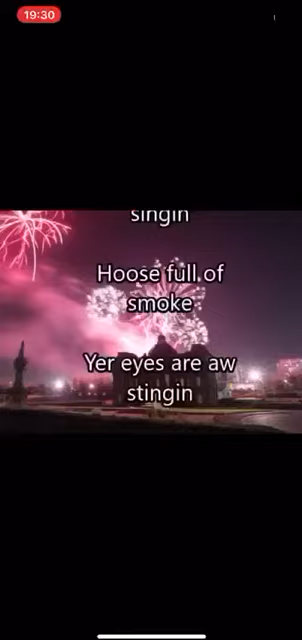 19:30
singin
Hoose full of
smoke
Yer eyes are aw
stingin